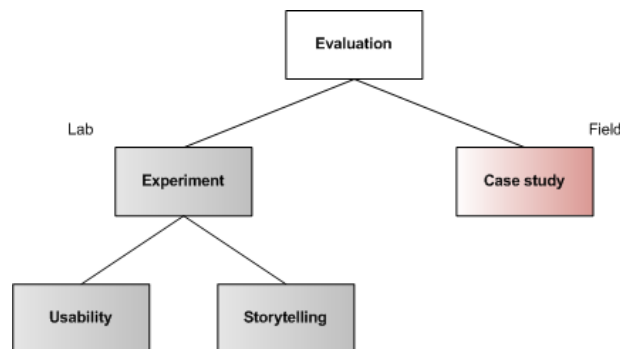 Evaluation
Lab
Field
Experiment
Case study
Usability
Storytelling